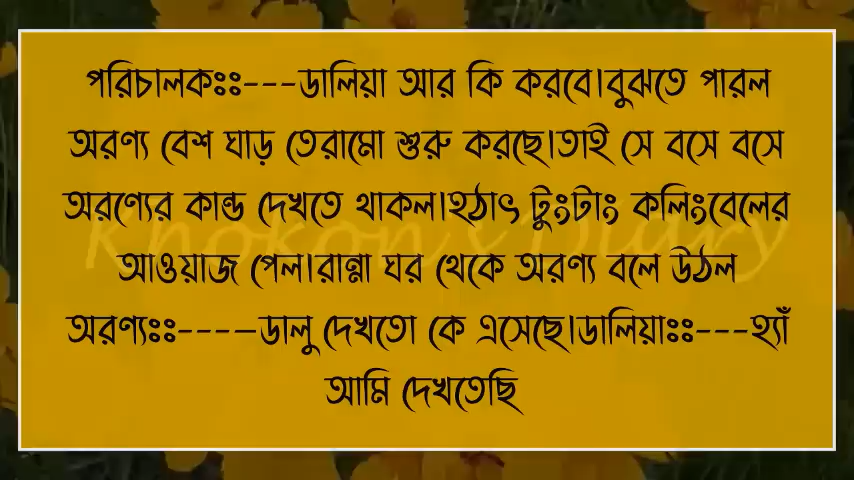 পরিচালকঃঃ---ডালিয়া আর কি করবে।বুঝতে পারল
অরণ্য বেশ ঘাড় তেরামো শুরু করছে।তাই সে বসে বসে
অরণ্যের কান্ড দেখতে থাকল।হঠাৎ টুংটাং কলিংবেলের
আওয়াজ পেল।রান্না ঘর থেকে অরণ্য বলে উঠল
অরণ্যঃঃ----–ডালু দেখতো কে এসেছে।ডালিয়াঃঃ---হ্যাঁ
আমি দেখতেছি